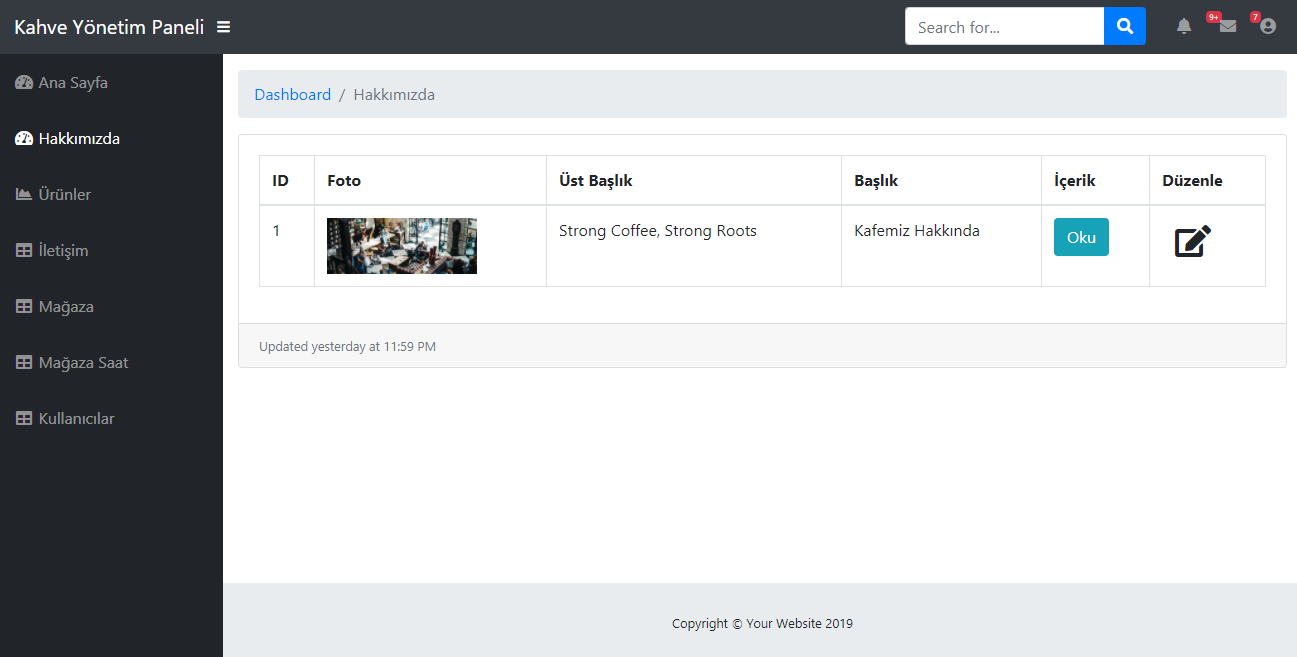 Kahve Yönetim Paneli
Search for...
9+
7
Ana Sayfa
Hakkımızda
Ürünler
İletişim
Mağaza
Mağaza Saat
Kullanıcılar
Dashboard / Hakkımızda
ID Foto Üst Başlık Başlık İçerik Düzenle
1 Strong Coffee, Strong Roots Kafemiz Hakkında Oku
Updated yesterday at 11:59 PM
Copyright © Your Website 2019